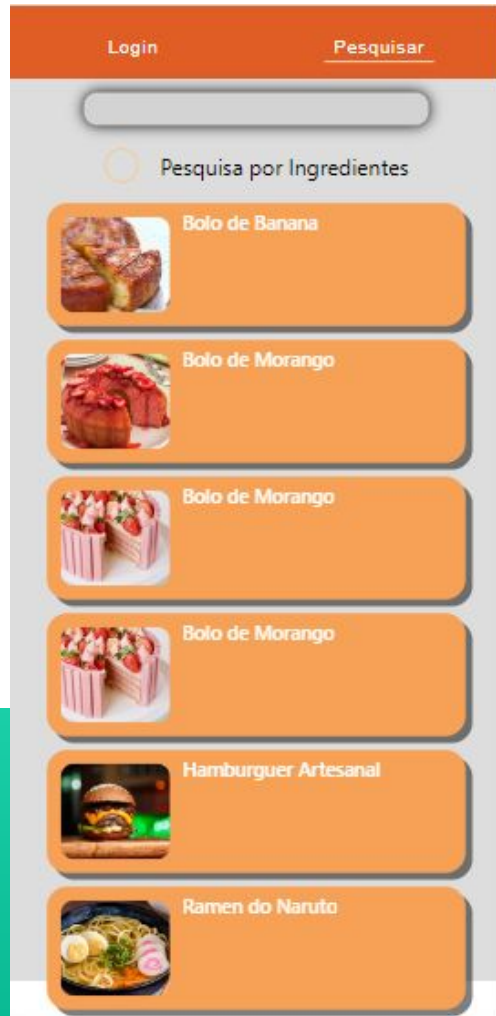 Login
Pesquisar
Pesquisa por Ingredientes
Bolo de Banana
Bolo de Morango
Bolo de Morango
Bolo de Morango
Hamburguer Artesanal
Ramen do Naruto